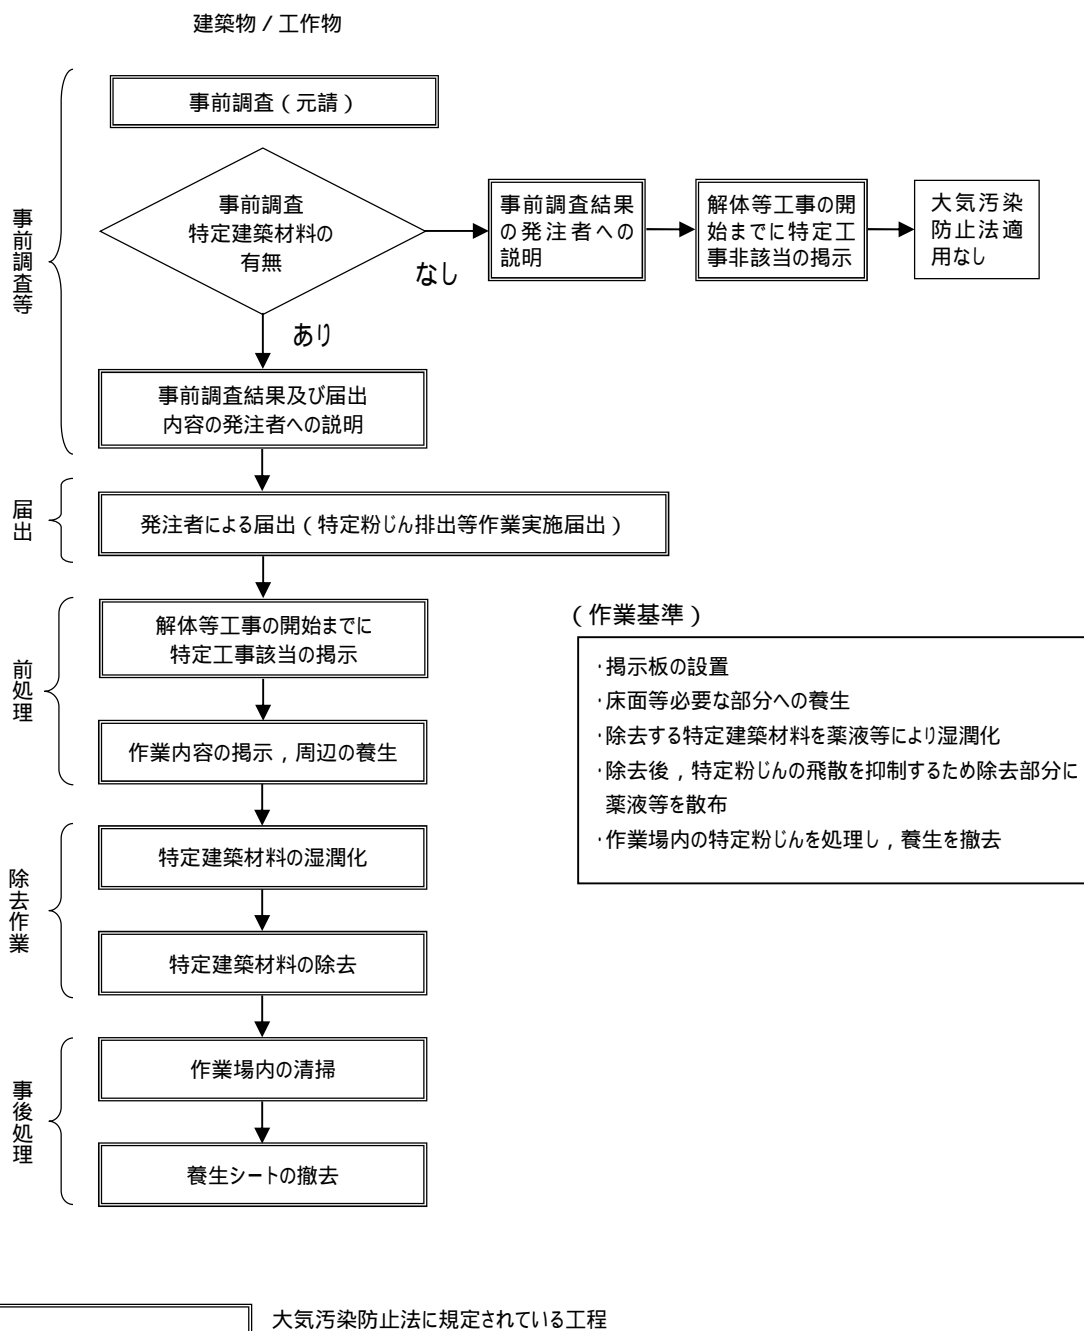 建築物/工作物
事前調査(元請)
事前調査
特定建築材料の
有無
なし
事前調査結果
の発注者への
説明
解体等工事の開
始までに特定工
事非該当の掲示
大気汚染
防止法適
用なし
あり
事前調査結果及び届出
内容の発注者への説明
事前調査等
発注者による届出(特定粉じん排出等作業実施届出)
届出
解体等工事の開始までに
特定工事該当の掲示
作業内容の掲示,周辺の養生
前処理
(作業基準)
・掲示板の設置
・床面等必要な部分への養生
・除去する特定建築材料を薬液等により湿潤化
・除去後,特定粉じんの飛散を抑制するため除去部分に
薬液等を散布
・作業場内の特定粉じんを処理し,養生を撤去
特定建築材料の湿潤化
特定建築材料の除去
除去作業
作業場内の清掃
養生シートの撤去
事後処理
大気汚染防止法に規定されている工程